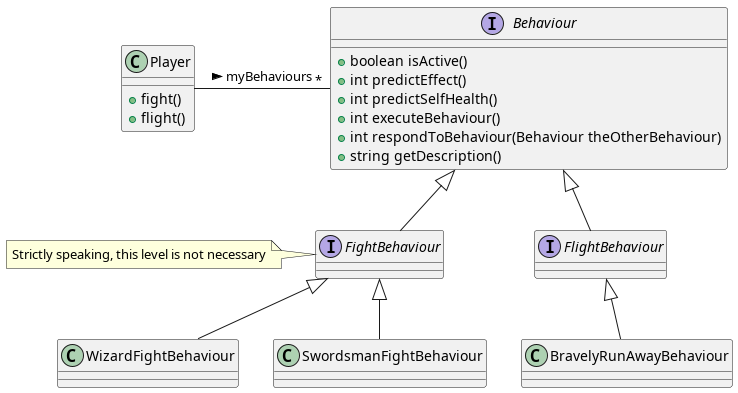 I Behaviour
boolean isActive()
int predictEffect()
int predictSelfHealth()
int executeBehaviour()
int respondToBehaviour(Behaviour theOtherBehaviour)
string getDescription()
C Player
fight()
flight()
myBehaviours *
Strictly speaking, this level is not necessary
I FightBehaviour
I FlightBehaviour
C WizardFightBehaviour
C SwordsmanFightBehaviour
C BravelyRunAwayBehaviour